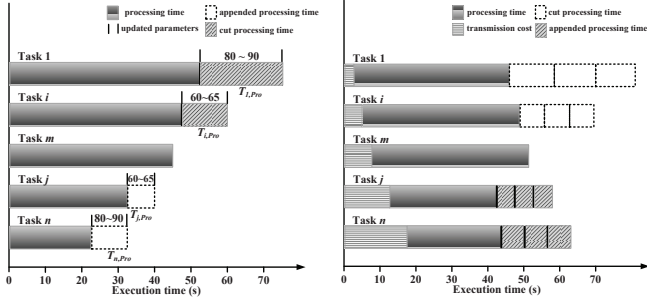 processing time
appended processing time
updated parameters
cut processing time
Task 1
80 ~ 90
T1,Pro
Task i
60~65
Ti,Pro
Task m
Task j
60~65
Tj,Pro
Task n
80~90
Tn,Pro
0 10 20 30 40 50 60 70
Execution time (s)
processing time
cut processing time
transmission cost
appended processing time
Task 1
Task i
Task m
Task j
Task n
0 10 20 30 40 50 60 70 80
Execution time (s)